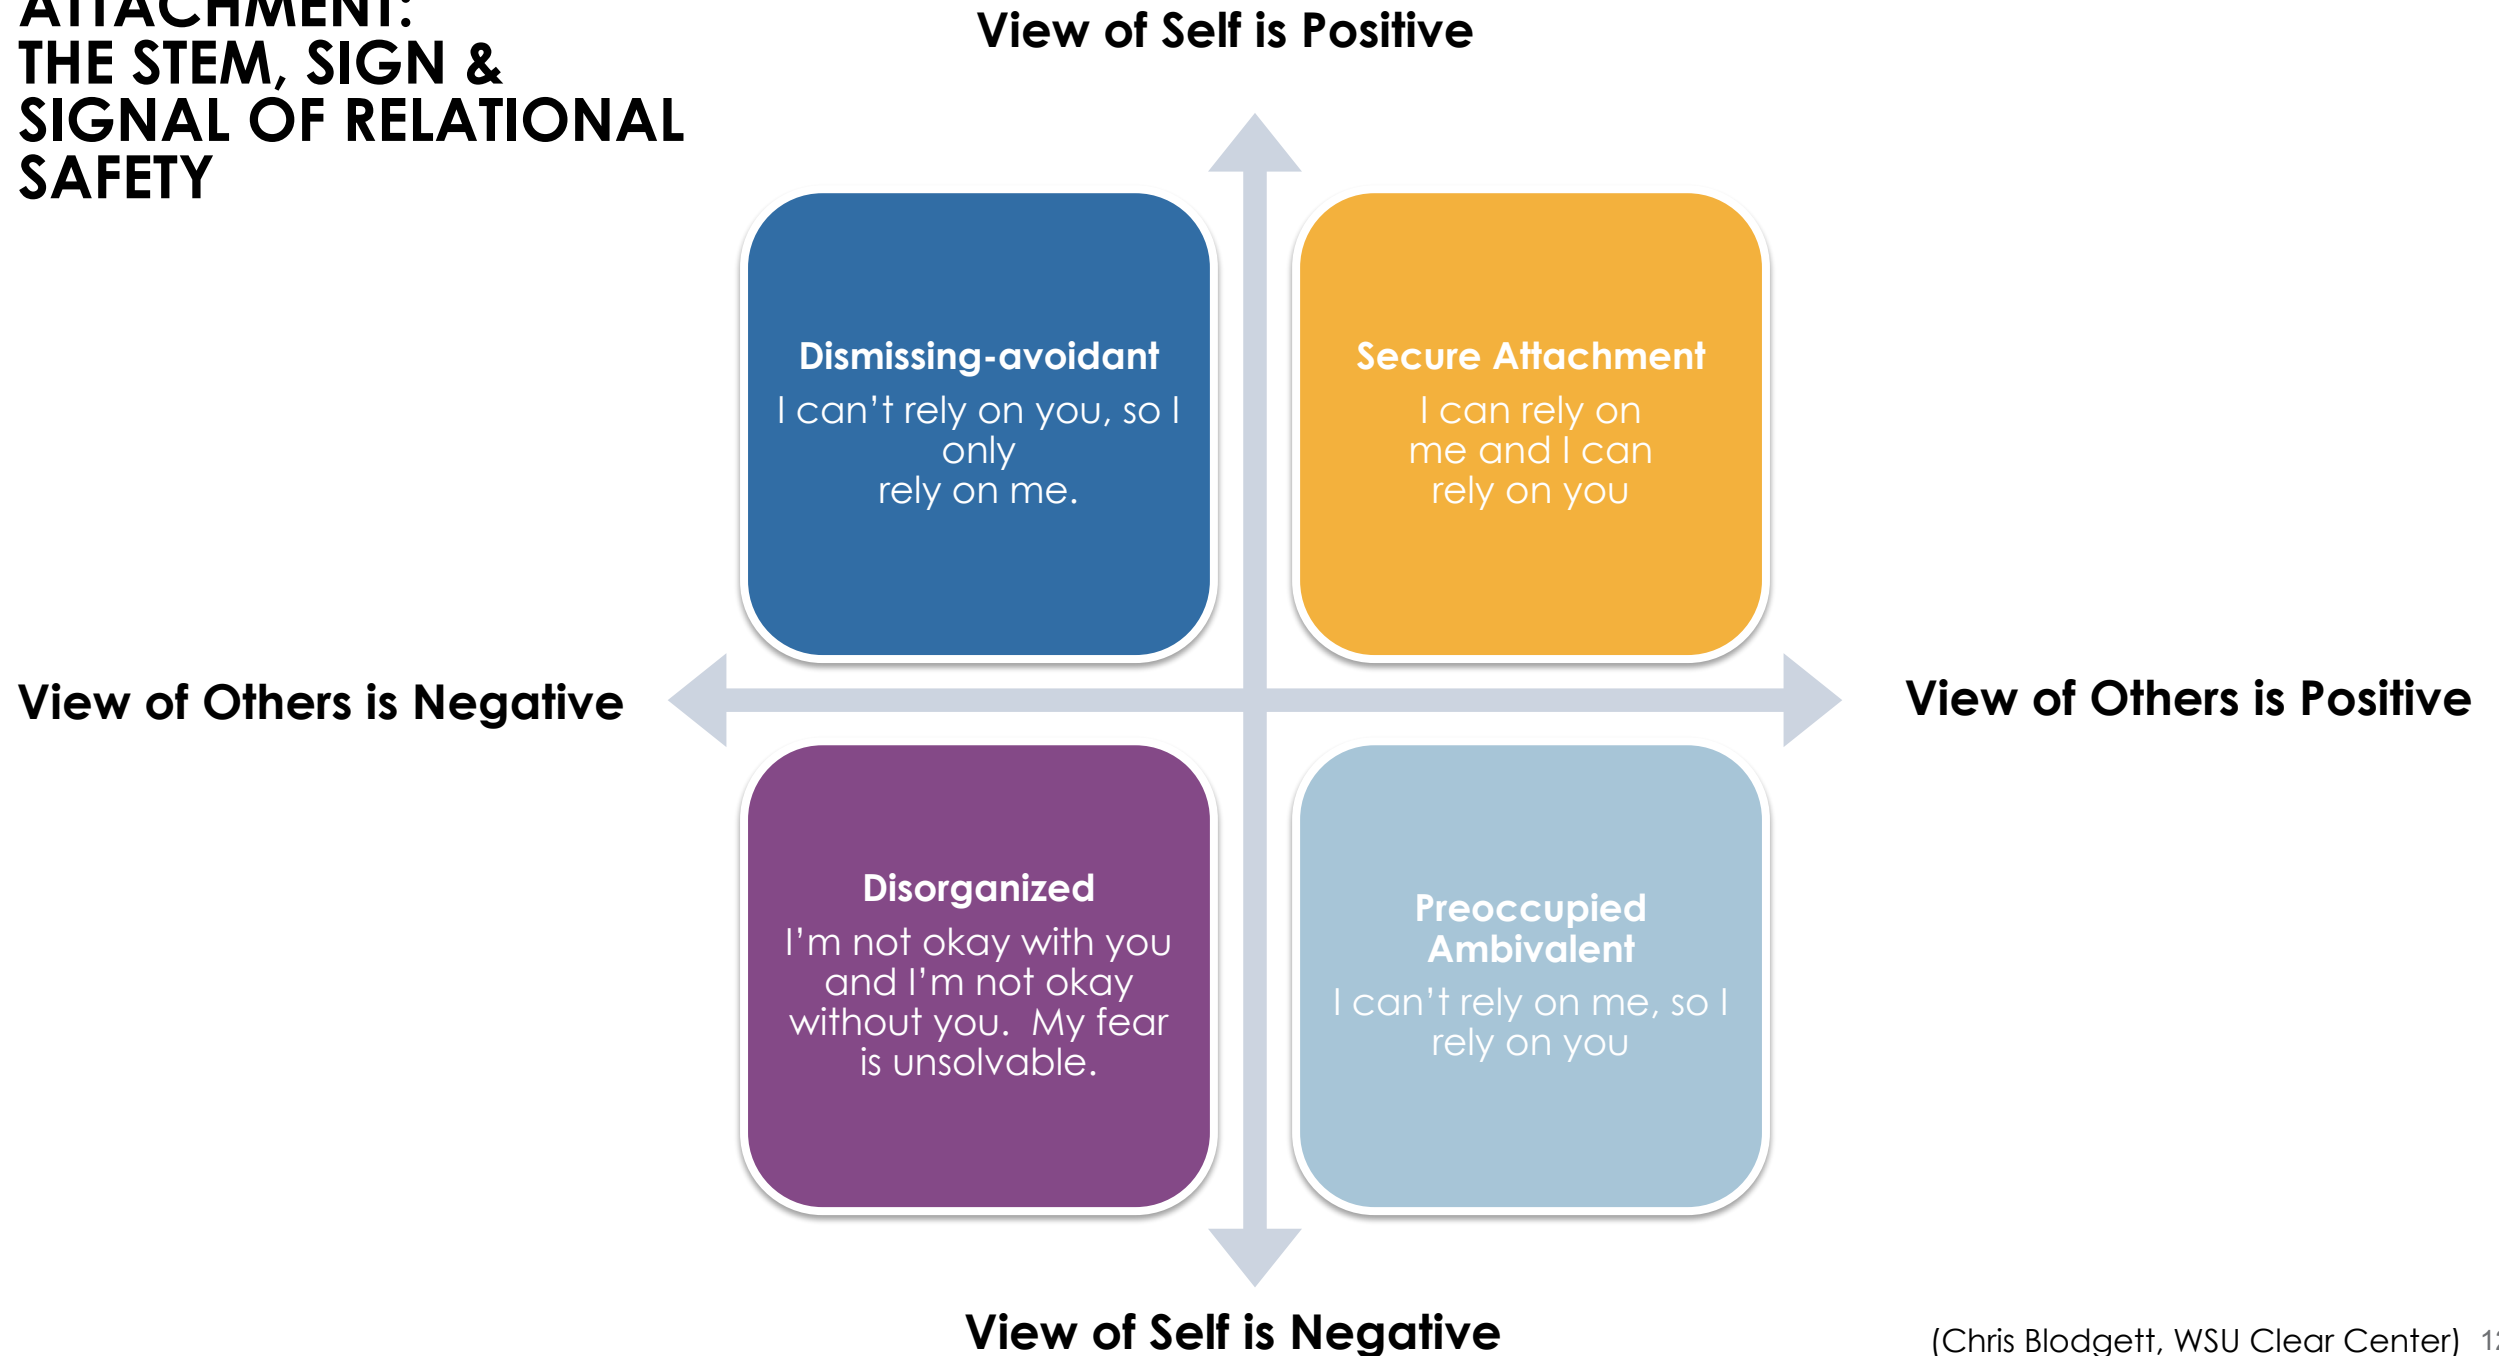 ATTACHMENT:
THE STEM, SIGN &
SIGNAL OF RELATIONAL
SAFETY
View of Self is Positive
Dismissing-avoidant
I can’t rely on you, so I
only
rely on me.
Secure Attachment
I can rely on
me and I can
rely on you
View of Others is Negative
View of Others is Positive
Disorganized
I’m not okay with you
and I’m not okay
without you.  My fear
is unsolvable.
Preoccupied
Ambivalent
I can’t rely on me, so I
rely on you
View of Self is Negative
(Chris Blodgett, WSU Clear Center)